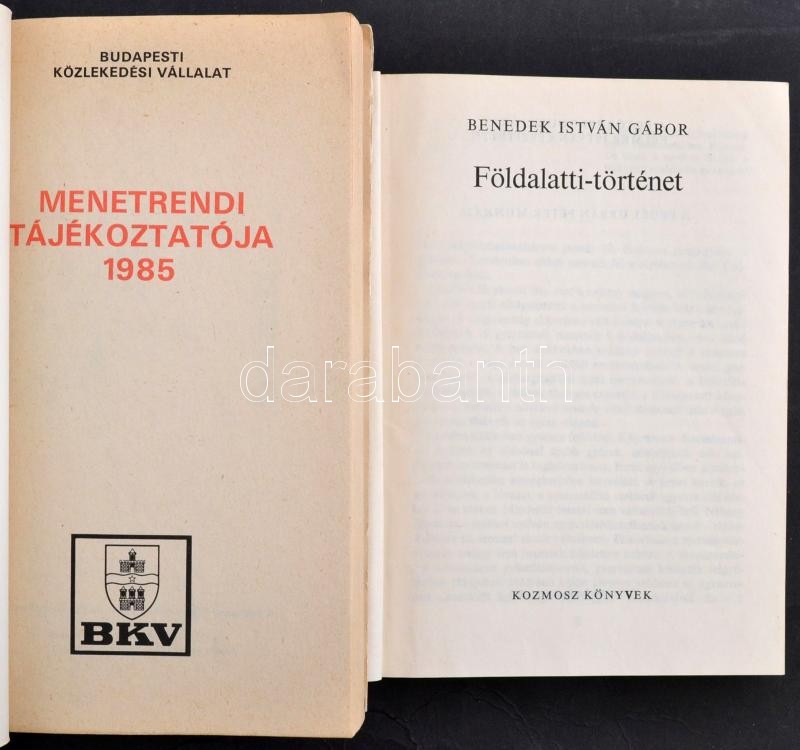 BUDAPESTI
KÖZLEKEDÉSI VÁLLALAT
MENETRENDI
TÁJÉKOZTATÓJA
1985
BKV
BENEDEK ISTVÁN GÁBOR
Földalatti-történet
KOZMOSZ KÖNYVEK
darabanth